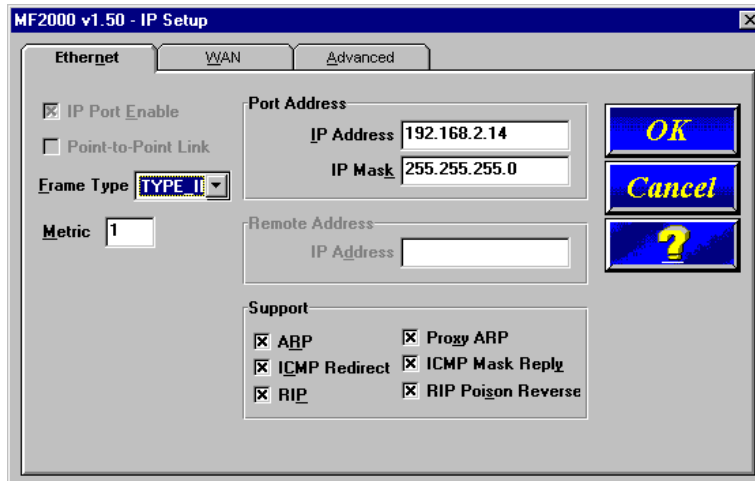 MF2000 v1.50 - IP Setup
Ethernet
WAN
Advanced
IP Port Enable
Point-to-Point Link
Frame Type TYPE_II
Metric 1
Port Address
IP Address 192.168.2.14
IP Mask 255.255.255.0
Remote Address
IP Address
Support
ARP
Proxy ARP
ICMP Redirect
ICMP Mask Reply
RIP
RIP Poison Reverse
OK
Cancel
?